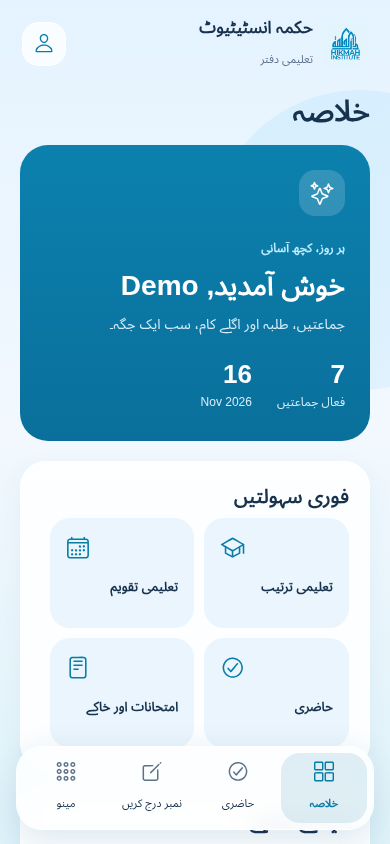 حکمہ انسٹیٹیوٹ
تعلیمی دفتر
HIKMAH
INSTITUTE
خلاصہ
ہر روز، کچھ آسانی
خوش آمدید, Demo
جماعتیں، طلبہ اور اگلے کام، سب ایک جگہ۔
7
فعال جماعتیں
16
Nov 2026
فوری سہولتیں
تعلیمی ترتیب
تعلیمی تقویم
حاضری
امتحانات اور خاکے
خلاصہ
حاضری
نمبر درج کریں
مینو